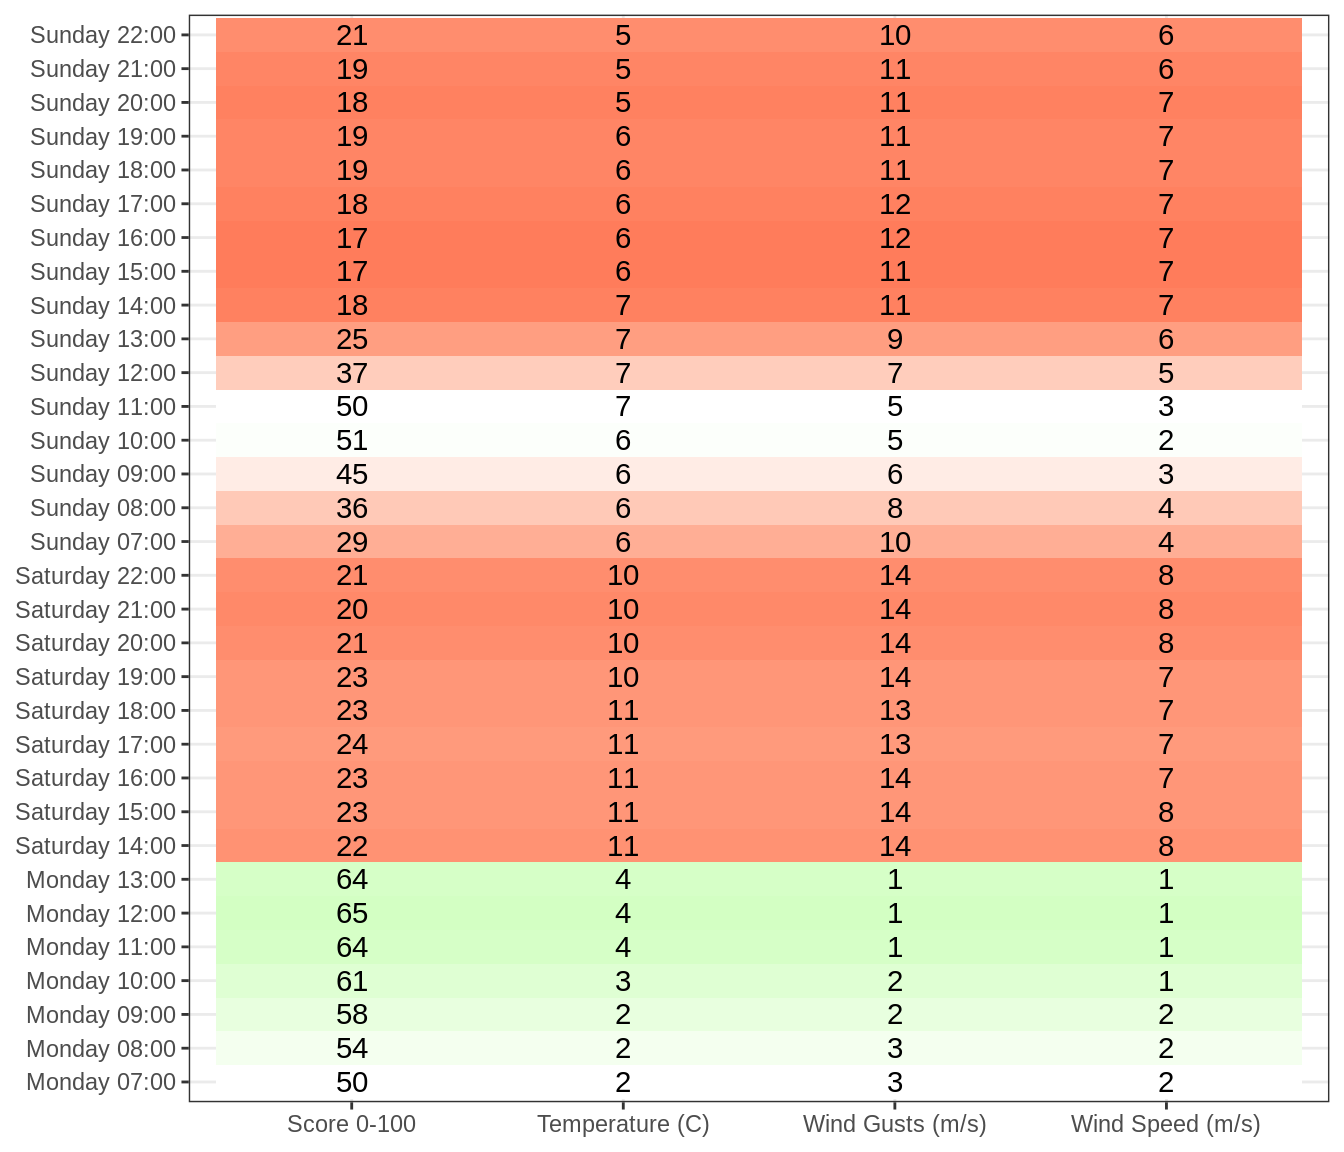 Sunday 22:00 21 5 10 6
Sunday 21:00 19 5 11 6
Sunday 20:00 18 5 11 7
Sunday 19:00 19 6 11 7
Sunday 18:00 19 6 11 7
Sunday 17:00 18 6 12 7
Sunday 16:00 17 6 12 7
Sunday 15:00 17 6 11 7
Sunday 14:00 18 7 11 7
Sunday 13:00 25 7 9 6
Sunday 12:00 37 7 7 5
Sunday 11:00 50 7 5 3
Sunday 10:00 51 6 5 2
Sunday 09:00 45 6 6 3
Sunday 08:00 36 6 8 4
Sunday 07:00 29 6 10 4
Saturday 22:00 21 10 14 8
Saturday 21:00 20 10 14 8
Saturday 20:00 21 10 14 8
Saturday 19:00 23 10 14 7
Saturday 18:00 23 11 13 7
Saturday 17:00 24 11 13 7
Saturday 16:00 23 11 14 7
Saturday 15:00 23 11 14 8
Saturday 14:00 22 11 14 8
Monday 13:00 64 4 1 1
Monday 12:00 65 4 1 1
Monday 11:00 64 4 1 1
Monday 10:00 61 3 2 1
Monday 09:00 58 2 2 2
Monday 08:00 54 2 3 2
Monday 07:00 50 2 3 2
Score 0-100 Temperature (C) Wind Gusts (m/s) Wind Speed (m/s)